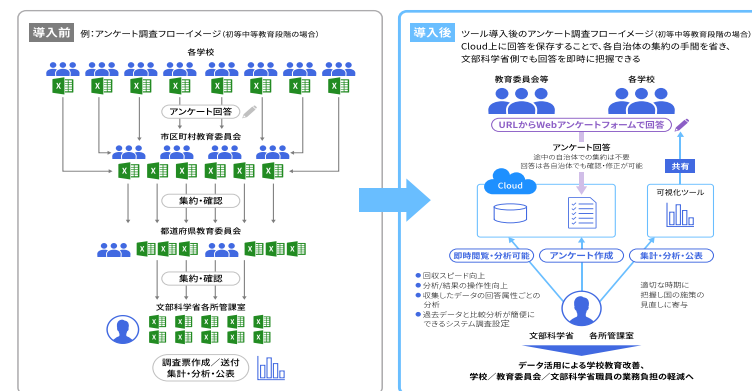 導入前 例：アンケート調査フローイメージ（初等中等教育段階の場合）
各学校
アンケート回答
市区町村教育委員会
集約・確認
都道府県教育委員会
集約・確認
文部科学省各所管課室
調査票作成／送付
集計・分析・公表
導入後 ツール導入後のアンケート調査フローイメージ（初等中等教育段階の場合）
Cloud上に回答を保存することで、各自治体の集約の手間を省き、
文部科学省側でも回答を即時に把握できる
教育委員会等 各学校
URLからWebアンケートフォームで回答
アンケート回答
途中の自治体での集約は不要
回答は各自治体でも確認・修正が可能
共有
Cloud
可視化ツール
即時閲覧・分析可能 アンケート作成 集計・分析・公表
●回収スピード向上
●分析/結果の操作性向上
●収集したデータの回答属性ごとの
分析
●過去データと比較分析が簡便に
できるシステム調査設定
適切な時期に
把握し国の施策の
見直しに寄与
文部科学省 各所管課室
データ活用による学校教育改善、
学校／教育委員会／文部科学省職員の業務負担の軽減へ